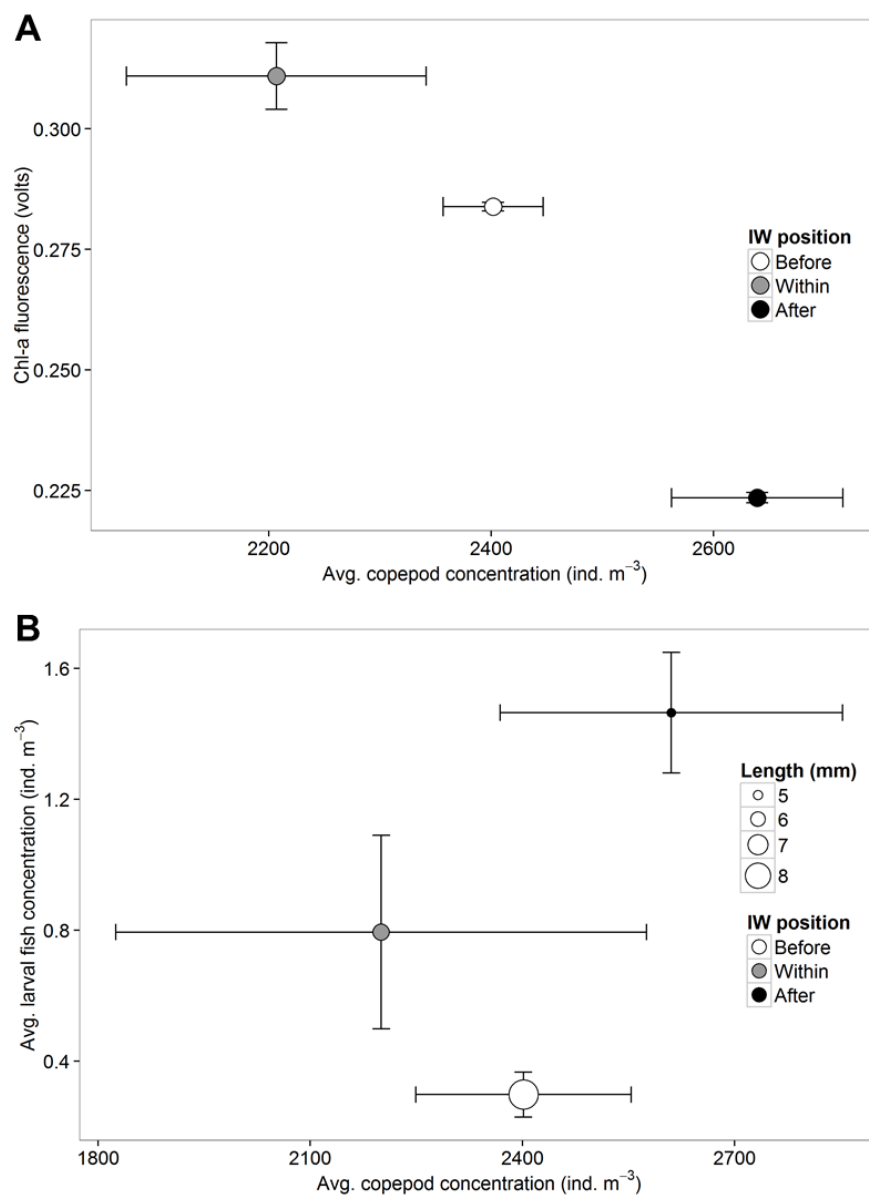 A
Chl-a fluorescence (volts)
0.300
0.275
0.250
0.225
IW position
Before
Within
After
2200 2400 2600
Avg. copepod concentration (ind. m⁻³)
B
Avg. larval fish concentration (ind. m⁻³)
1.6
1.2
0.8
0.4
Length (mm)
5
6
7
8
IW position
Before
Within
After
1800 2100 2400 2700
Avg. copepod concentration (ind. m⁻³)